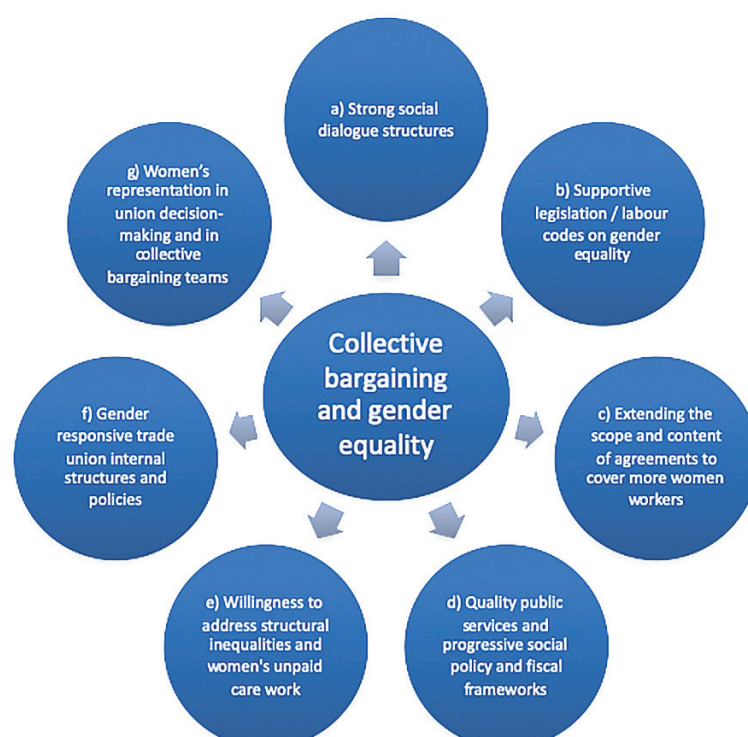 a) Strong social
dialogue structures
b) Supportive
legislation / labour
codes on gender
equality
c) Extending the
scope and content
of agreements to
cover more women
workers
d) Quality public
services and
progressive social
policy and fiscal
frameworks
e) Willingness to
address structural
inequalities and
women's unpaid
care work
f) Gender
responsive trade
union internal
structures and
policies
g) Women’s
representation in
union decision-
making and in
collective
bargaining teams
Collective
bargaining
and gender
equality